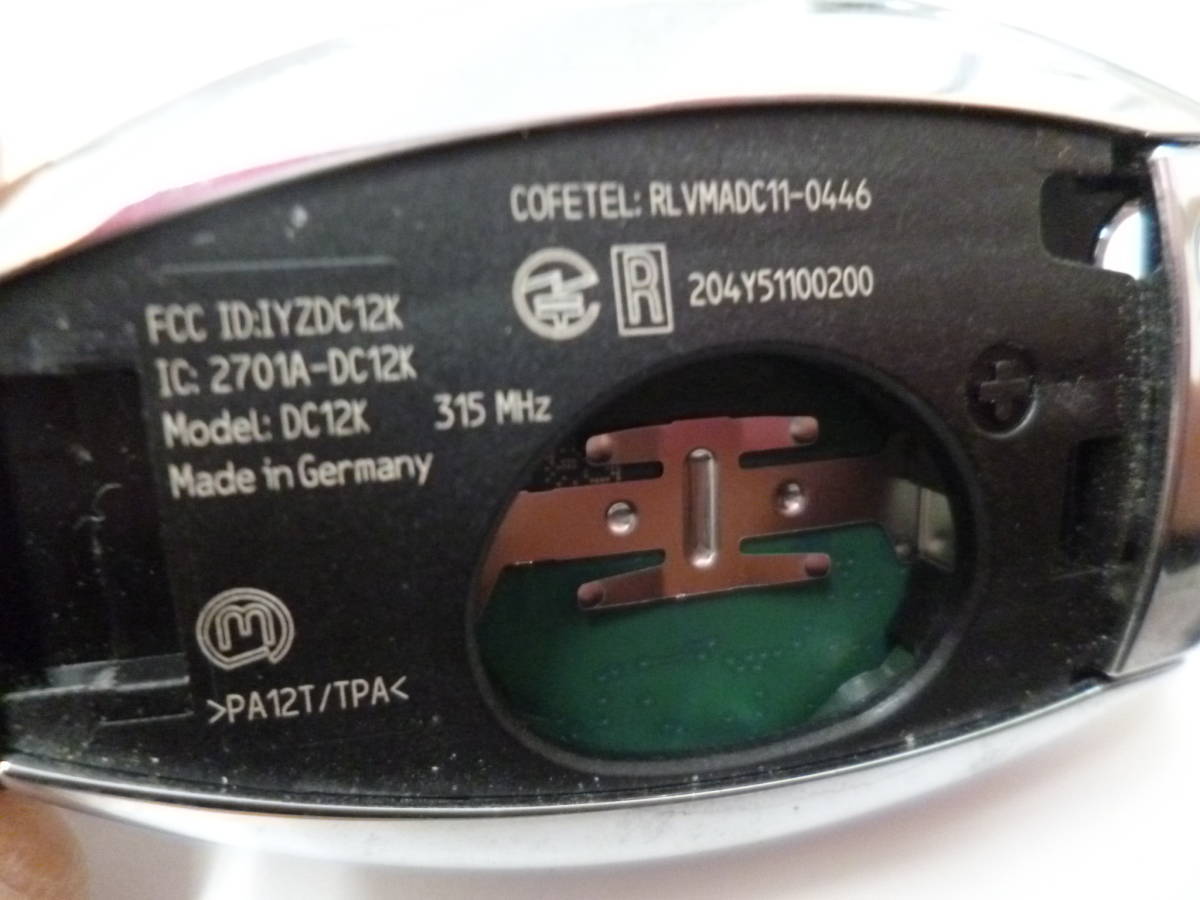 COFETEL: RLVMADC11-0446
R 204Y51100200
FCC ID:IYZDC12K
IC: 2701A-DC12K
Model: DC12K 315 MHz
Made in Germany
m
>PA12T/TPA<